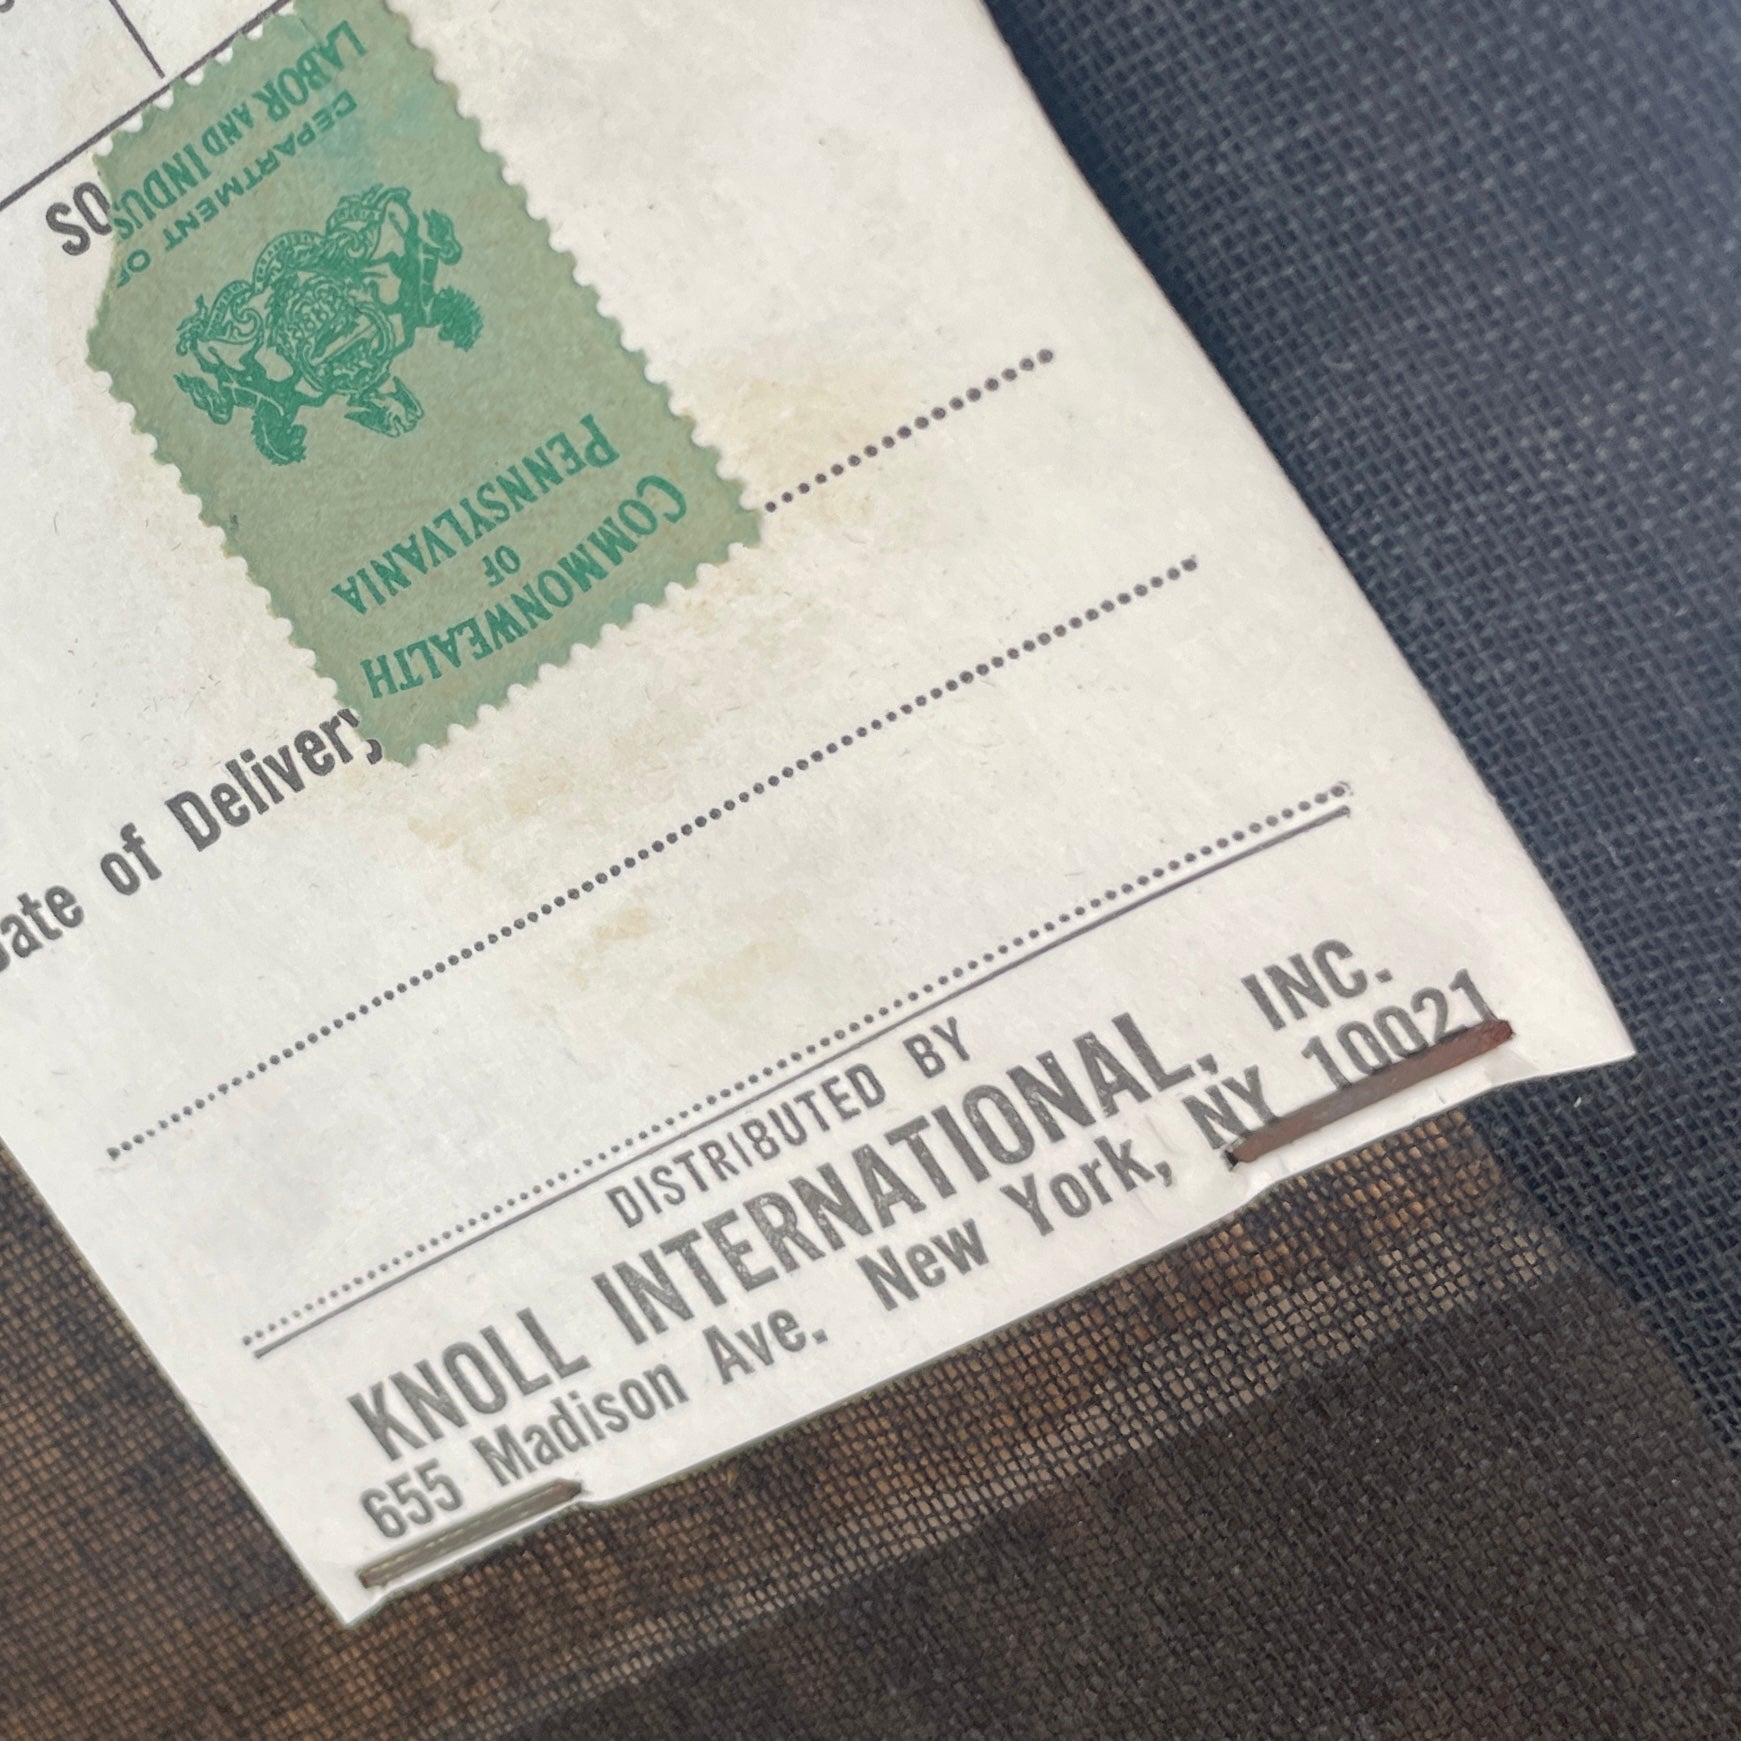 SO
COMMONWEALTH
OF
PENNSYLVANIA
DEPARTMENT OF
LABOR AND INDUS
Date of Delivery
DISTRIBUTED BY
KNOLL INTERNATIONAL, INC.
655 Madison Ave. New York, NY 10021